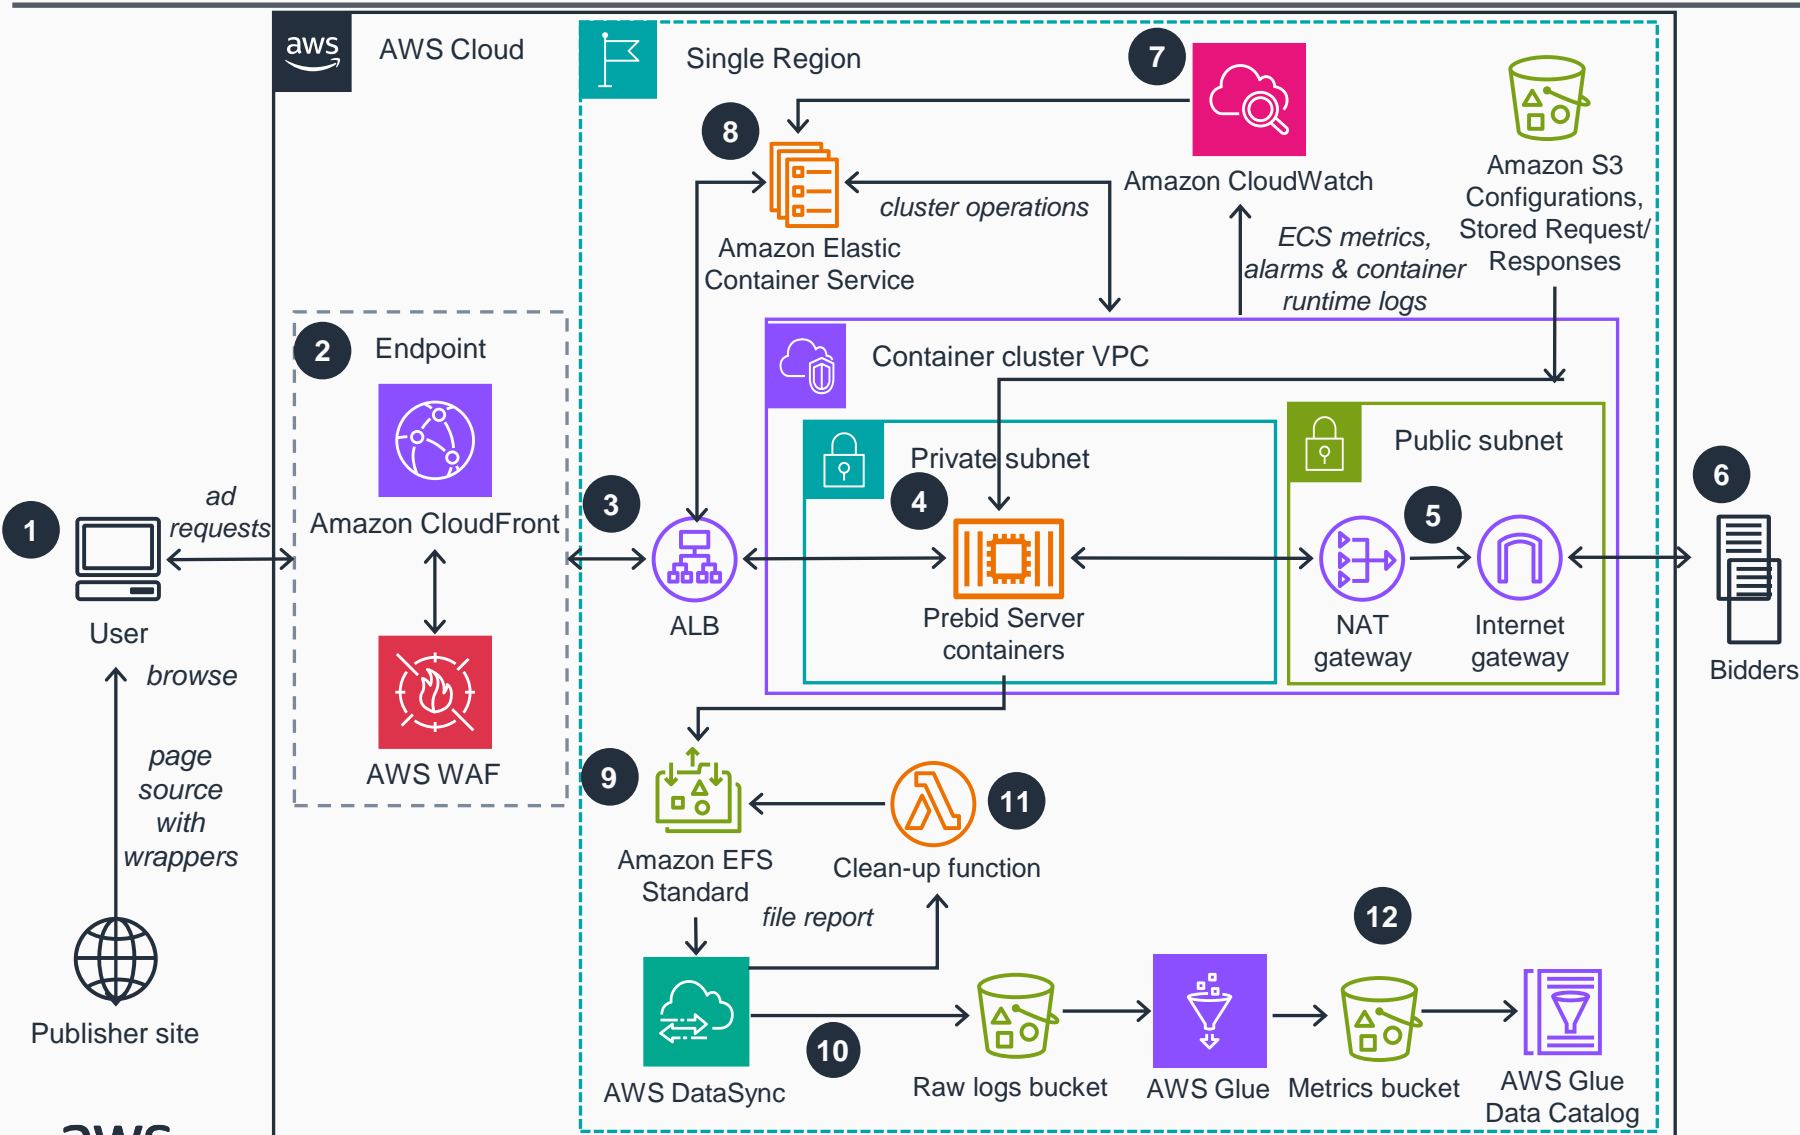 aws
AWS Cloud
Single Region
7
8
Amazon CloudWatch
Amazon S3
Configurations,
Stored Request/
Responses
cluster operations
Amazon Elastic
Container Service
ECS metrics,
alarms & container
runtime logs
2
Endpoint
Container cluster VPC
Private subnet
Public subnet
Amazon CloudFront
1
ad
requests
3
4
5
6
User
ALB
Prebid Server
containers
NAT
gateway
Internet
gateway
Bidders
browse
AWS WAF
page
source
with
wrappers
9
11
Amazon EFS
Standard
Clean-up function
file report
12
Publisher site
10
AWS DataSync
Raw logs bucket
AWS Glue
Metrics bucket
AWS Glue
Data Catalog
aws